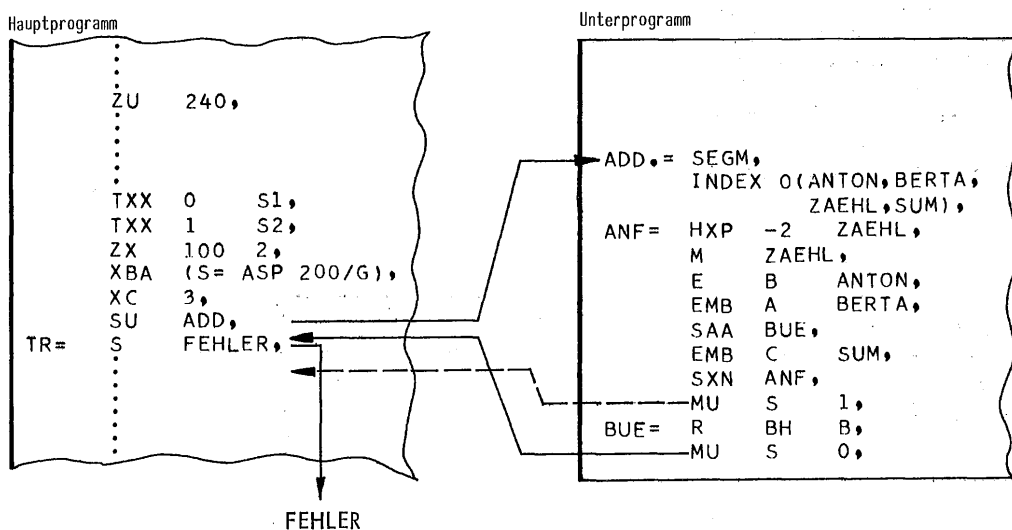 Hauptprogramm
ZU 240,
TXX 0 S1,
TXX 1 S2,
ZX 100 2,
XBA (S= ASP 200/G),
XC 3,
SU ADD,
TR= S FEHLER,
FEHLER
Unterprogramm
ADD.= SEGM,
INDEX 0(ANTON,BERTA,
ZAEHL,SUM),
ANF= HXP -2 ZAEHL,
M ZAEHL,
E B ANTON,
EMB A BERTA,
SAA BUE,
EMB C SUM,
SXN ANF,
MU S 1,
BUE= R BH B,
MU S 0,